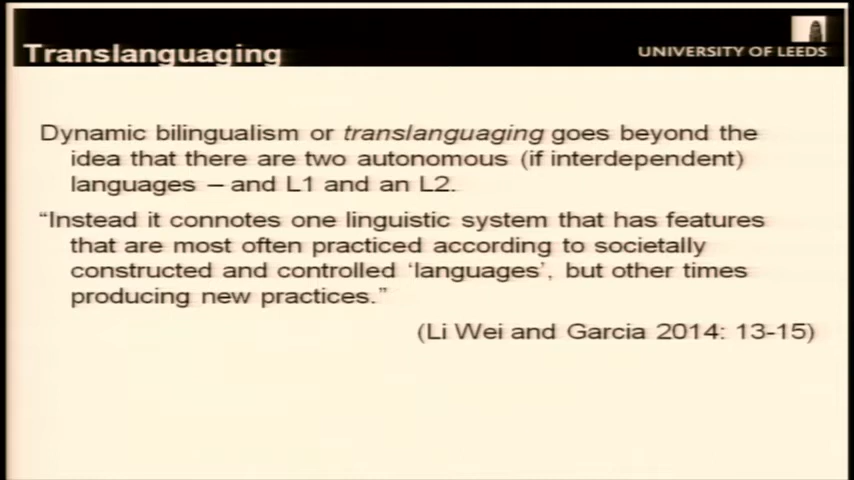 Translanguaging
UNIVERSITY OF LEEDS
Dynamic bilingualism or translanguaging goes beyond the
idea that there are two autonomous (if interdependent)
languages – and L1 and an L2.
“Instead it connotes one linguistic system that has features
that are most often practiced according to societally
constructed and controlled ‘languages’, but other times
producing new practices.”
(Li Wei and Garcia 2014: 13-15)